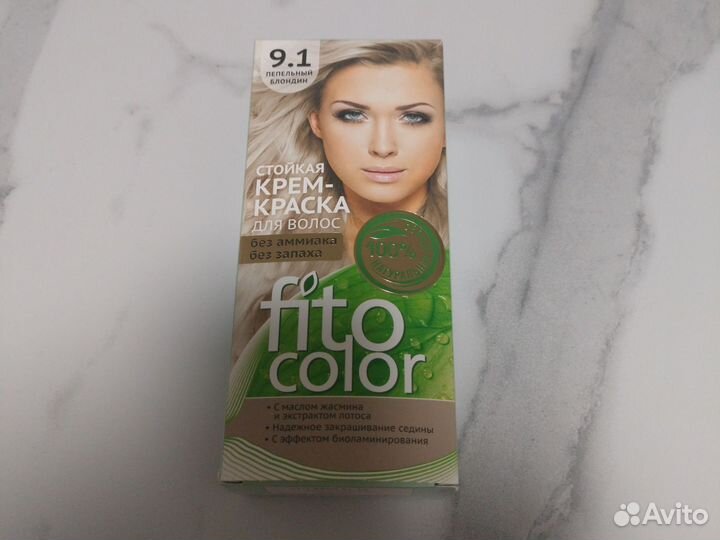 9.1
ПЕПЕЛЬНЫЙ
БЛОНДИН
СТОЙКАЯ
КРЕМ-
КРАСКА
ДЛЯ ВОЛОС
без аммиака
без запаха
100%
fito
color
• С маслом жасмина
и экстрактом лотоса
• Надежное закрашивание седины
• С эффектом биоламинирования
Avito